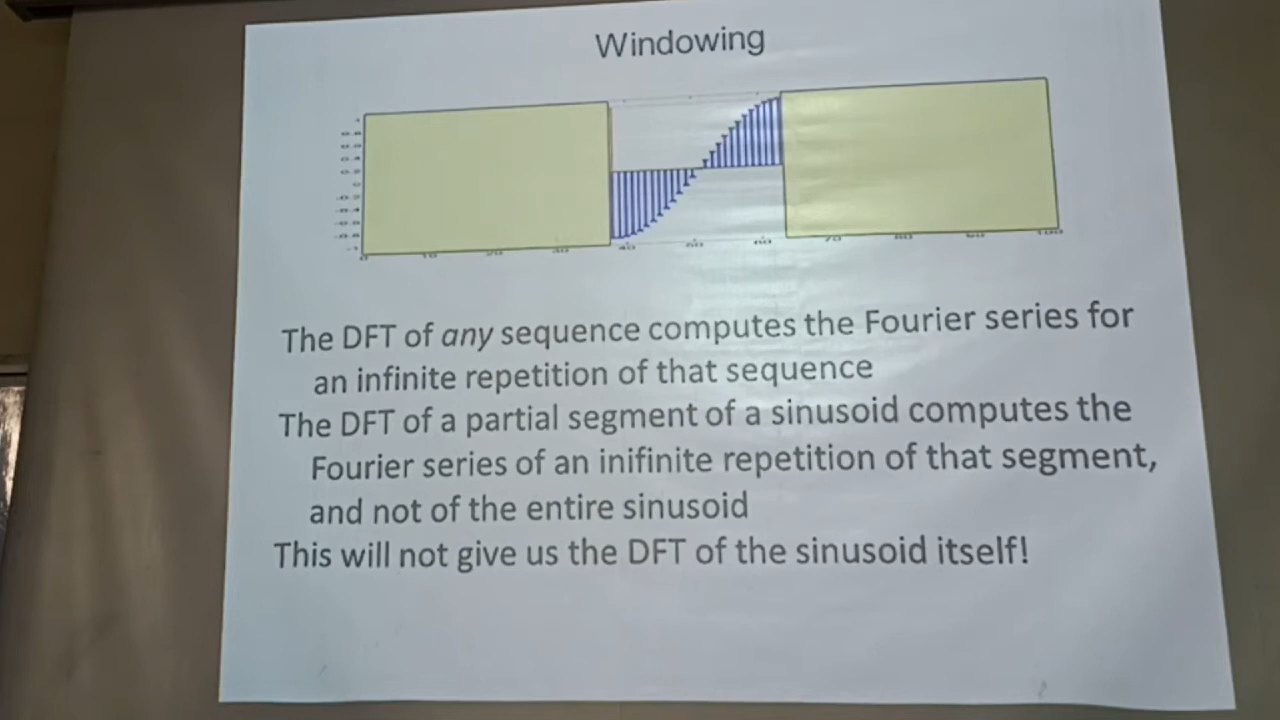 Windowing
The DFT of any sequence computes the Fourier series for
an infinite repetition of that sequence
The DFT of a partial segment of a sinusoid computes the
Fourier series of an inifinite repetition of that segment,
and not of the entire sinusoid
This will not give us the DFT of the sinusoid itself!